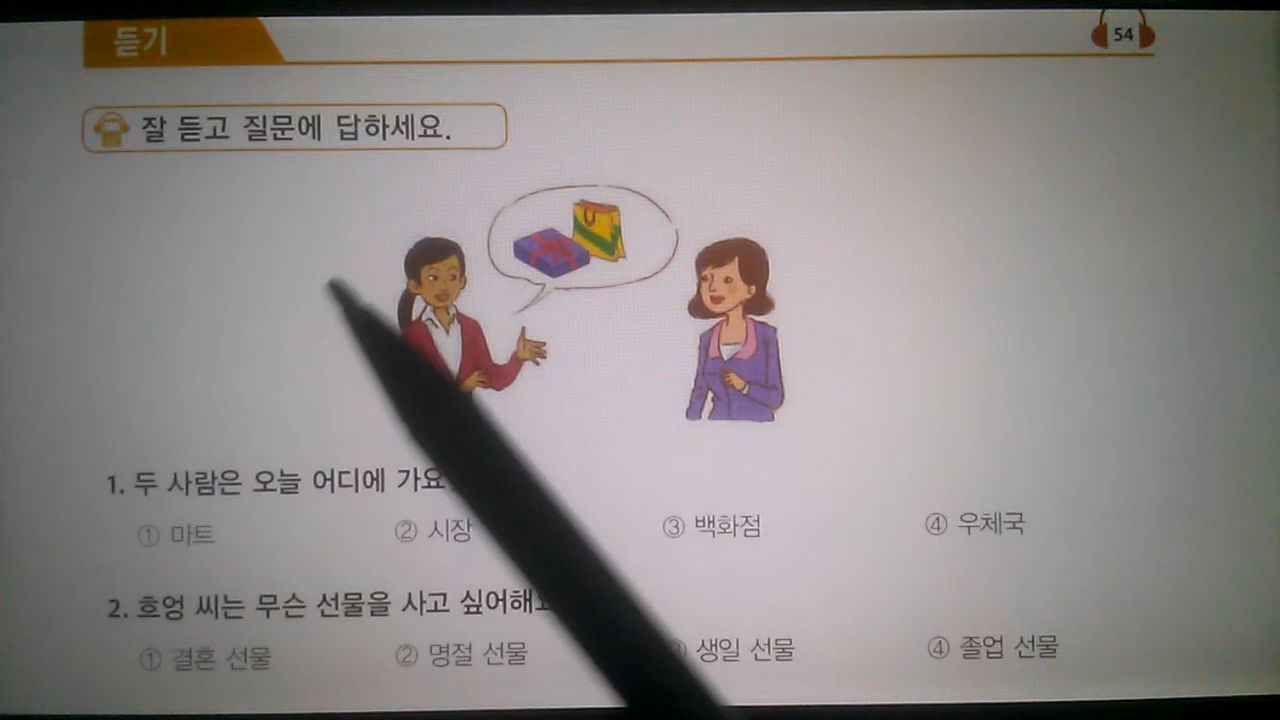 듣기
54
잘 듣고 질문에 답하세요.
1. 두 사람은 오늘 어디에 가요
① 마트 ② 시장 ③ 백화점 ④ 우체국
2. 흐엉 씨는 무슨 선물을 사고 싶어해요
① 결혼 선물 ② 명절 선물 ③ 생일 선물 ④ 졸업 선물